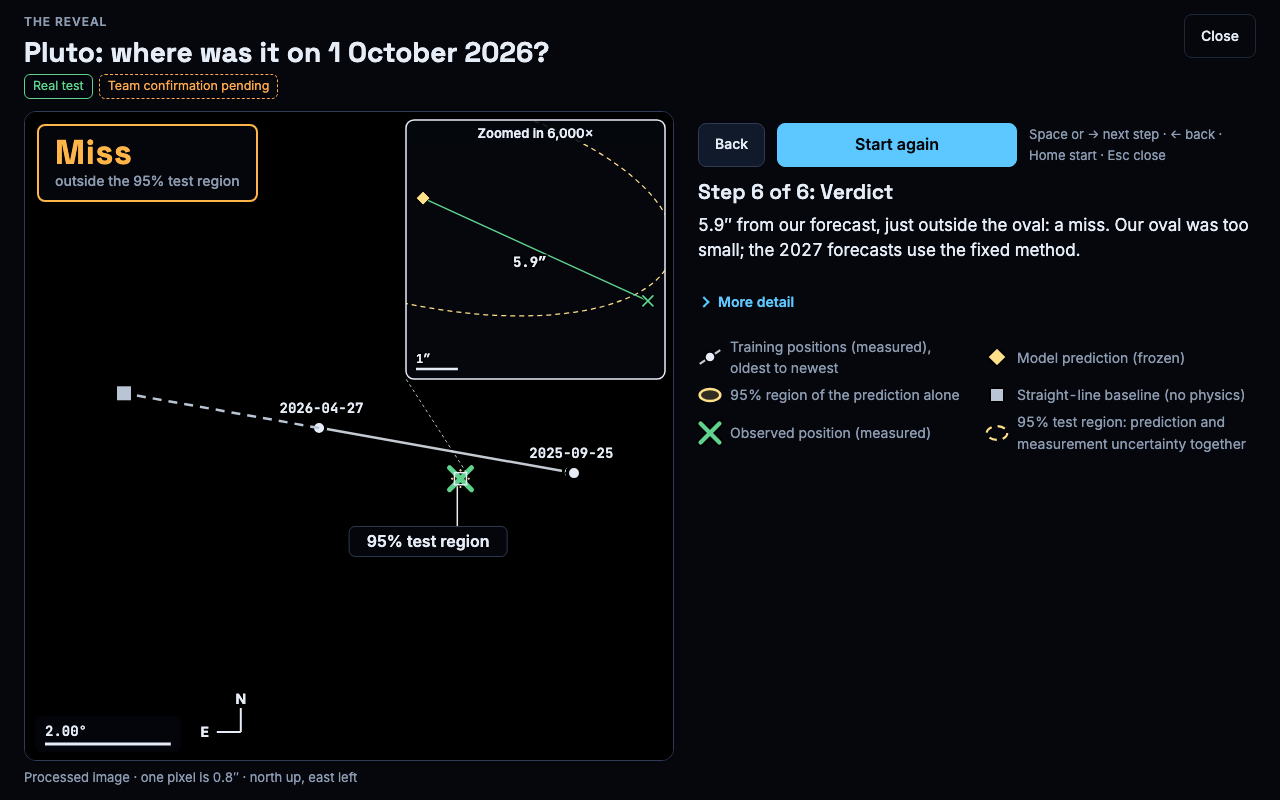 THE REVEAL
Pluto: where was it on 1 October 2026?
Real test
Team confirmation pending
Close
Miss
outside the 95% test region
Zoomed in 6,000×
5.9″
1″
2026-04-27
2025-09-25
95% test region
N
E
2.00°
Processed image · one pixel is 0.8″ · north up, east left
Back
Start again
Space or → next step · ← back ·
Home start · Esc close
Step 6 of 6: Verdict
5.9″ from our forecast, just outside the oval: a miss. Our oval was too
small; the 2027 forecasts use the fixed method.
More detail
Training positions (measured),
oldest to newest
Model prediction (frozen)
95% region of the prediction alone
Straight-line baseline (no physics)
Observed position (measured)
95% test region: prediction and
measurement uncertainty together